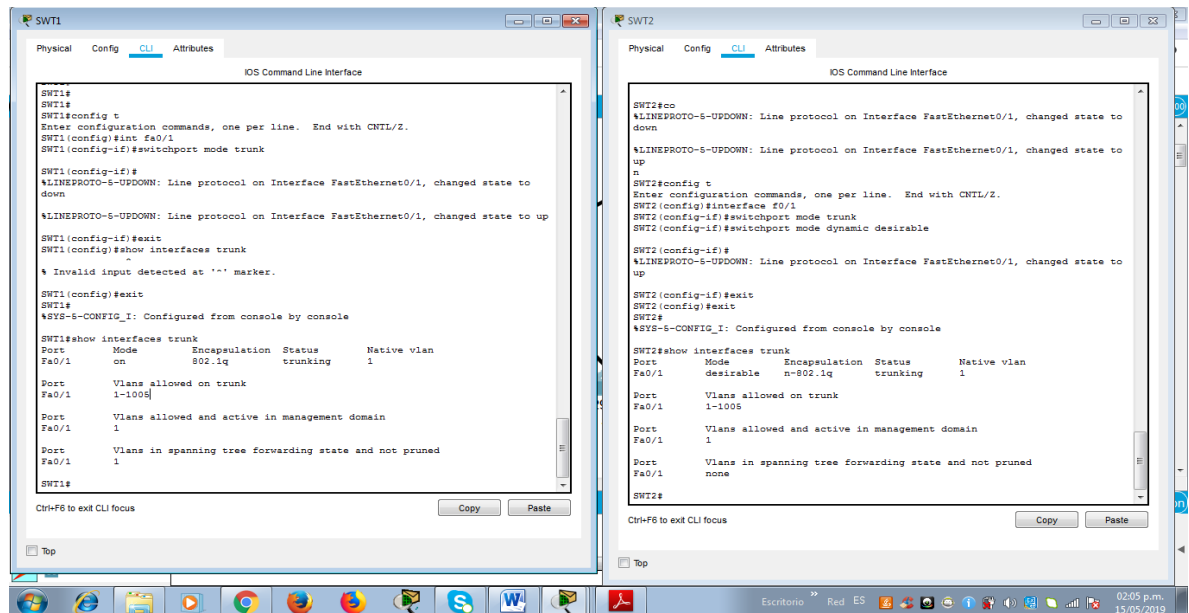 SWT1
Physical Config CLI Attributes
IOS Command Line Interface
SWT1#
SWT1#
SWT1#config t
Enter configuration commands, one per line. End with CNTL/Z.
SWT1(config)#int fa0/1
SWT1(config-if)#switchport mode trunk
SWT1(config-if)#
%LINEPROTO-5-UPDOWN: Line protocol on Interface FastEthernet0/1, changed state to
down
%LINEPROTO-5-UPDOWN: Line protocol on Interface FastEthernet0/1, changed state to up
SWT1(config-if)#exit
SWT1(config)#show interfaces trunk
^
% Invalid input detected at '^' marker.
SWT1(config)#exit
SWT1#
%SYS-5-CONFIG_I: Configured from console by console
SWT1#show interfaces trunk
Port Mode Encapsulation Status Native vlan
Fa0/1 on 802.1q trunking 1
Port Vlans allowed on trunk
Fa0/1 1-1005
Port Vlans allowed and active in management domain
Fa0/1 1
Port Vlans in spanning tree forwarding state and not pruned
Fa0/1 1
SWT1#
Ctrl+F6 to exit CLI focus
Copy Paste
Top
SWT2
Physical Config CLI Attributes
IOS Command Line Interface
SWT2#co
%LINEPROTO-5-UPDOWN: Line protocol on Interface FastEthernet0/1, changed state to
down
%LINEPROTO-5-UPDOWN: Line protocol on Interface FastEthernet0/1, changed state to
up
n
SWT2#config t
Enter configuration commands, one per line. End with CNTL/Z.
SWT2(config)#interface f0/1
SWT2(config-if)#switchport mode trunk
SWT2(config-if)#switchport mode dynamic desirable
SWT2(config-if)#
%LINEPROTO-5-UPDOWN: Line protocol on Interface FastEthernet0/1, changed state to
up
SWT2(config-if)#exit
SWT2(config)#exit
SWT2#
%SYS-5-CONFIG_I: Configured from console by console
SWT2#show interfaces trunk
Port Mode Encapsulation Status Native vlan
Fa0/1 desirable n-802.1q trunking 1
Port Vlans allowed on trunk
Fa0/1 1-1005
Port Vlans allowed and active in management domain
Fa0/1 1
Port Vlans in spanning tree forwarding state and not pruned
Fa0/1 none
SWT2#
Ctrl+F6 to exit CLI focus
Copy Paste
Top
Escritorio » Red ES
02:05 p.m.
15/05/2019